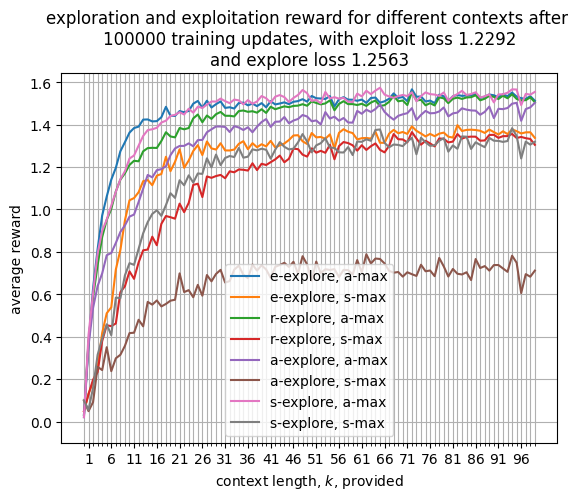 exploration and exploitation reward for different contexts after
100000 training updates, with exploit loss 1.2292
and explore loss 1.2563
1.6
1.4
1.2
1.0
0.8
0.6
0.4
0.2
0.0
average reward
e-explore, a-max
e-explore, s-max
r-explore, a-max
r-explore, s-max
a-explore, a-max
a-explore, s-max
s-explore, a-max
s-explore, s-max
1 6 11 16 21 26 31 36 41 46 51 56 61 66 71 76 81 86 91 96
context length, k, provided